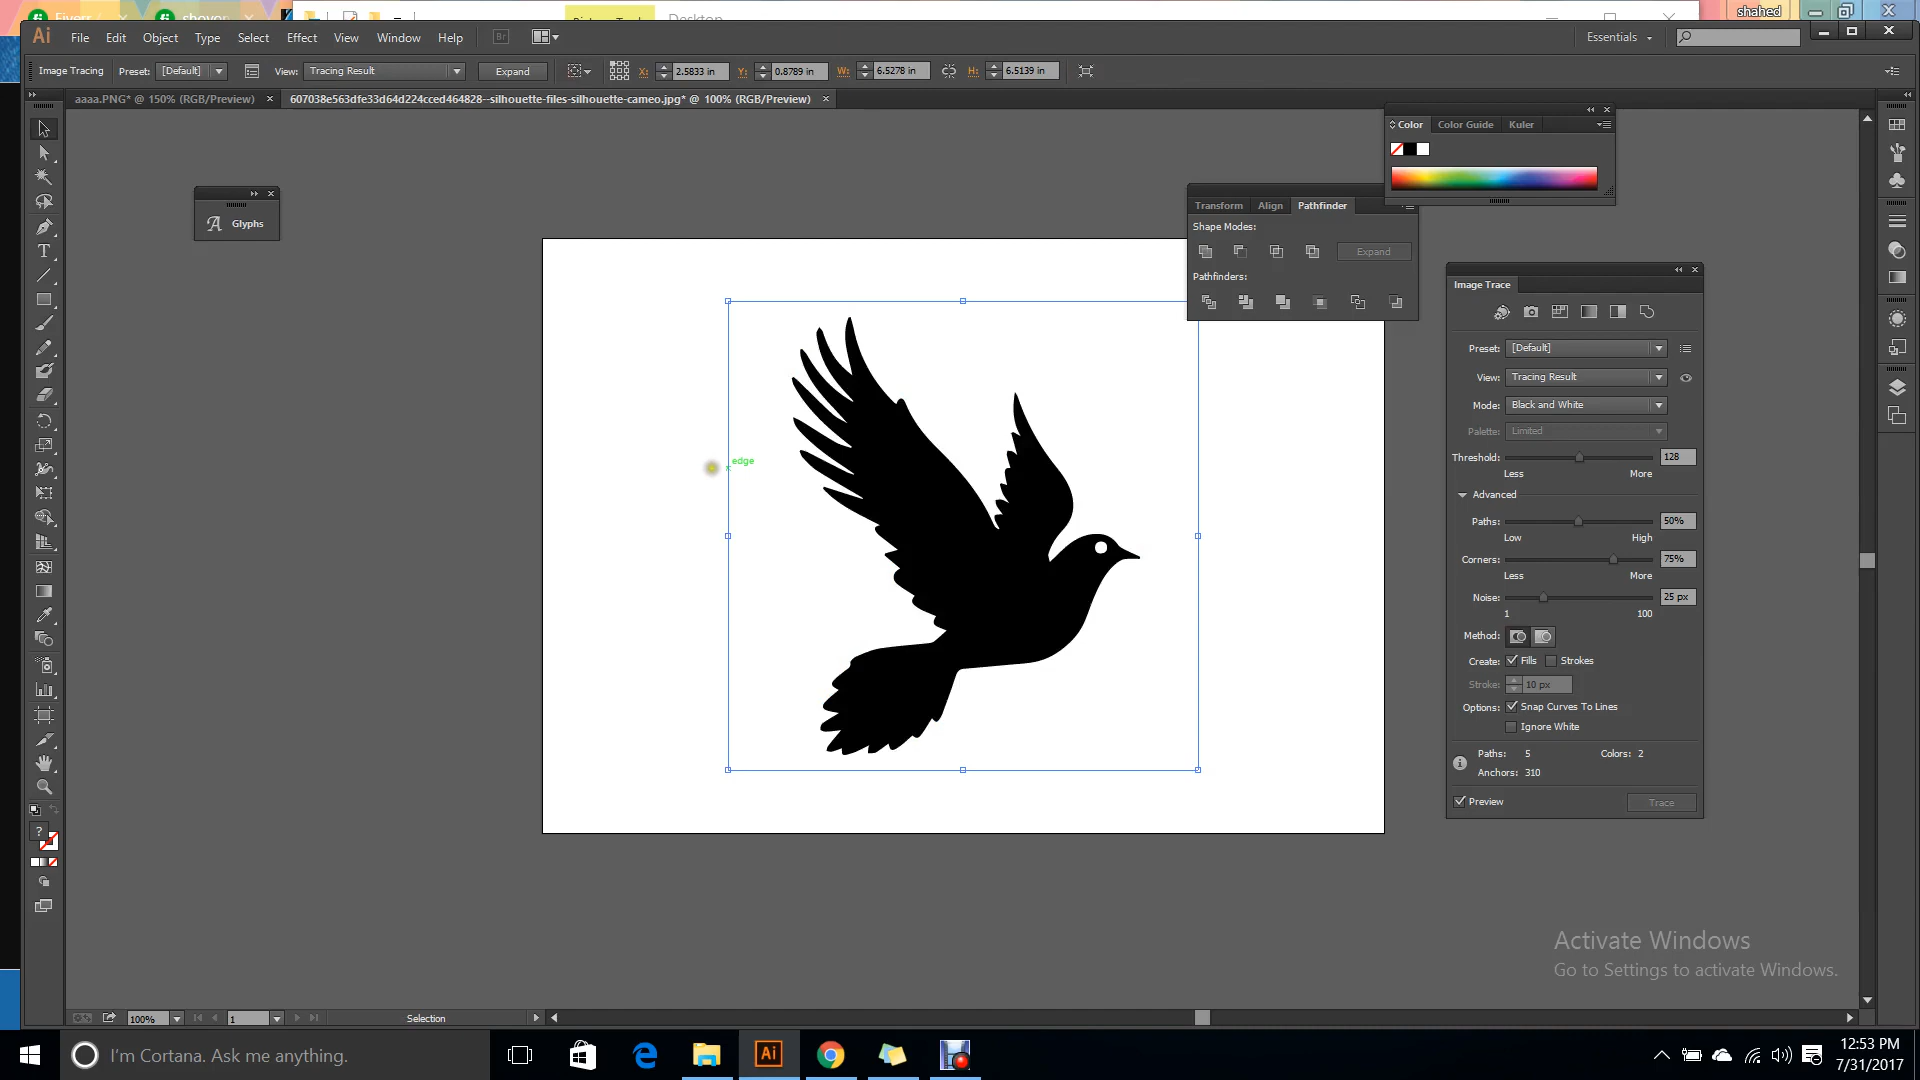 Desktop
shahed
Ai File Edit Object Type Select Effect View Window Help Br Essentials
Image Tracing Preset: [Default] View: Tracing Result Expand X: 2.5833 in Y: 0.8789 in W: 6.5278 in H: 6.5139 in
aaaa.PNG* @ 150% (RGB/Preview) × 607038e563dfe33d64d224cced464828--silhouette-files-silhouette-cameo.jpg* @ 100% (RGB/Preview) ×
Color Color Guide Kuler
Glyphs
Transform Align Pathfinder
Shape Modes:
Expand
Pathfinders:
Image Trace
Preset: [Default]
View: Tracing Result
Mode: Black and White
Palette: Limited
Threshold: 128
Less More
Advanced
Paths: 50%
Low High
Corners: 75%
Less More
Noise: 25 px
1 100
Method:
Create: Fills Strokes
Stroke: 10 px
Options: Snap Curves To Lines
Ignore White
Paths: 5 Colors: 2
Anchors: 310
Preview Trace
edge
Activate Windows
Go to Settings to activate Windows.
100% 1 Selection
I'm Cortana. Ask me anything.
Ai
12:53 PM
7/31/2017